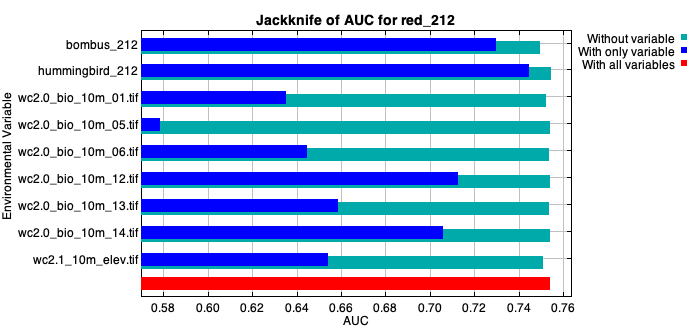 Jackknife of AUC for red_212
Without variable
With only variable
With all variables
Environmental Variable
bombus_212
hummingbird_212
wc2.0_bio_10m_01.tif
wc2.0_bio_10m_05.tif
wc2.0_bio_10m_06.tif
wc2.0_bio_10m_12.tif
wc2.0_bio_10m_13.tif
wc2.0_bio_10m_14.tif
wc2.1_10m_elev.tif
0.58 0.60 0.62 0.64 0.66 0.68 0.70 0.72 0.74 0.76
AUC